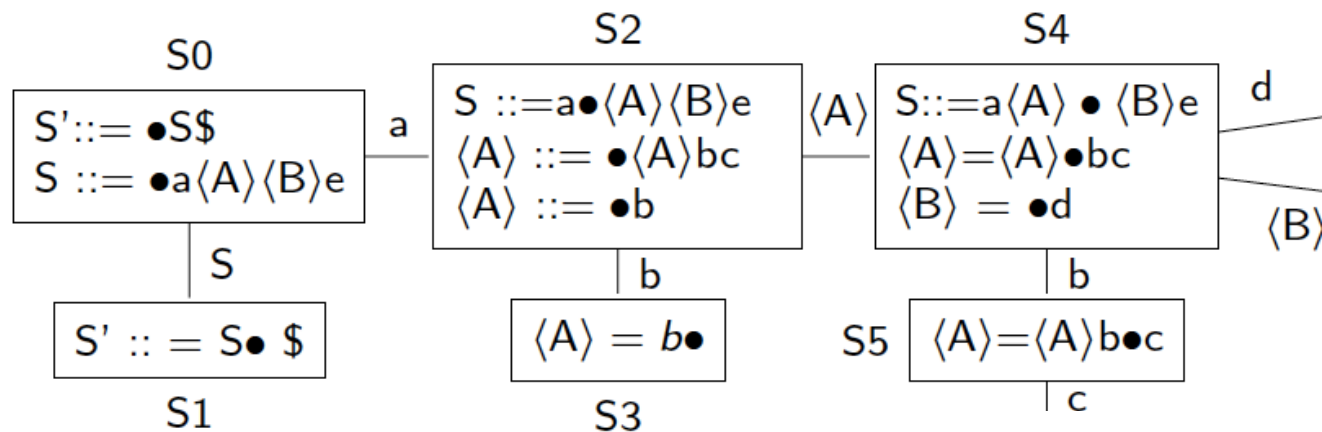 S0
S'::= •S$
S ::= •a⟨A⟩⟨B⟩e
a
S
S' :: = S• $
S1
S2
S ::=a•⟨A⟩⟨B⟩e
⟨A⟩ ::= •⟨A⟩bc
⟨A⟩ ::= •b
⟨A⟩
b
⟨A⟩ = b•
S3
S4
S::=a⟨A⟩ • ⟨B⟩e
⟨A⟩=⟨A⟩•bc
⟨B⟩ = •d
d
⟨B⟩
b
S5
⟨A⟩=⟨A⟩b•c
c